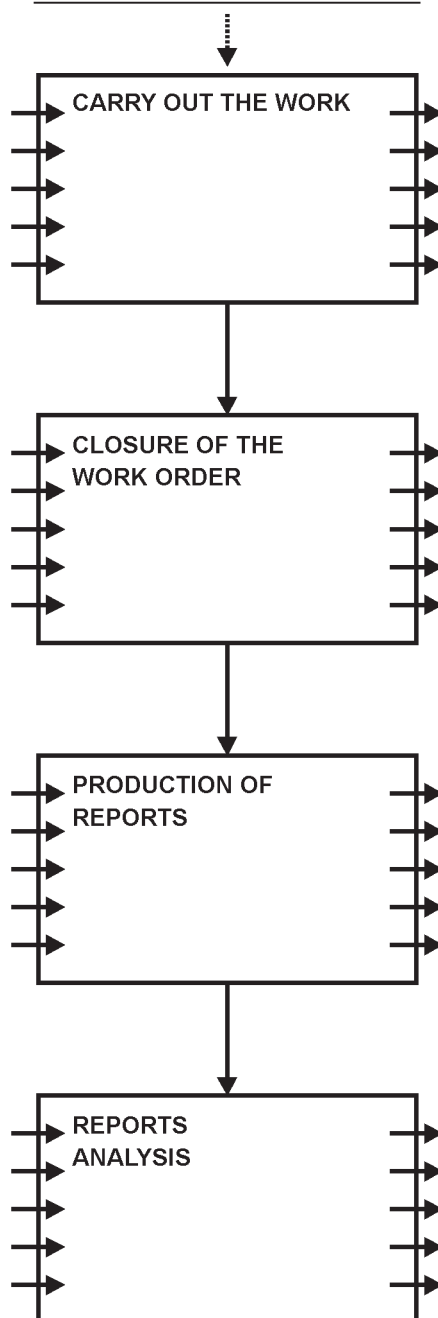 CARRY OUT THE WORK
CLOSURE OF THE
WORK ORDER
PRODUCTION OF
REPORTS
REPORTS
ANALYSIS